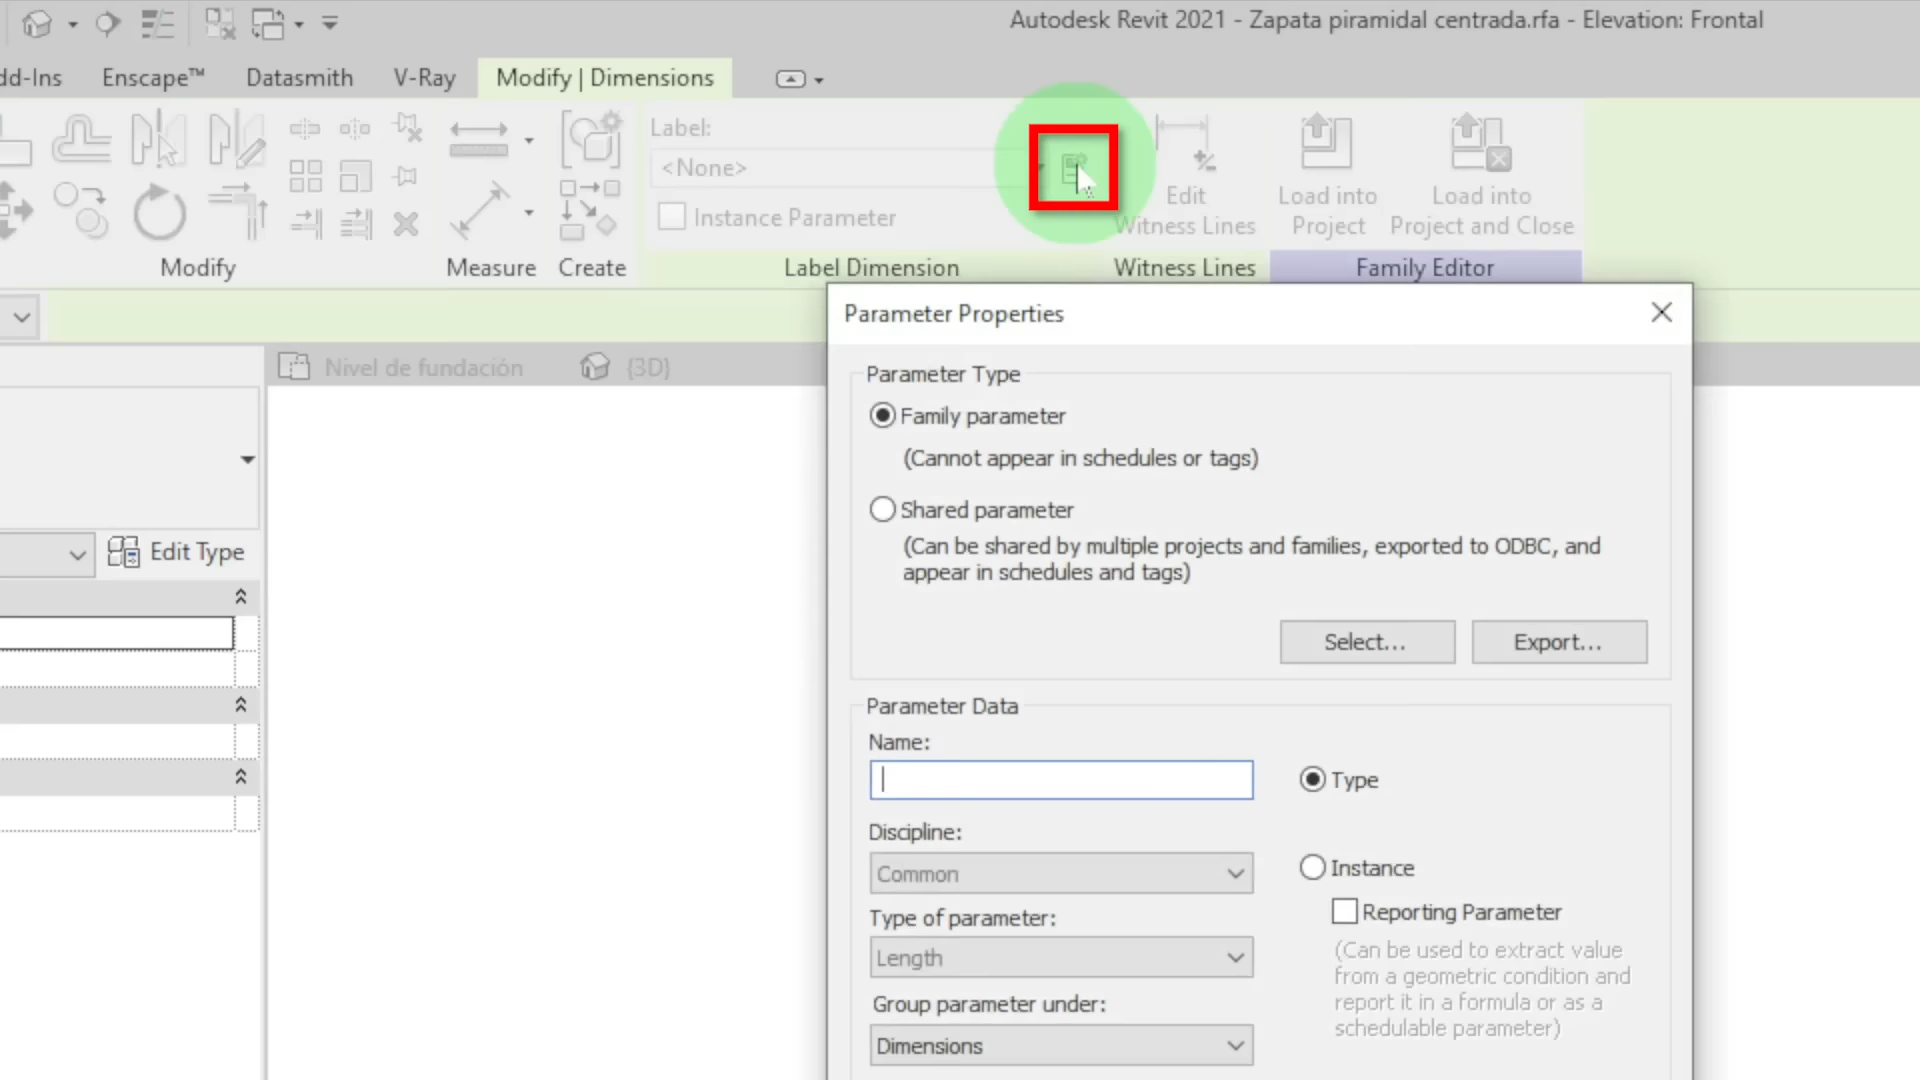 Autodesk Revit 2021 - Zapata piramidal centrada.rfa - Elevation: Frontal
dd-Ins
Enscape™
Datasmith
V-Ray
Modify | Dimensions
Label:
<None>
Instance Parameter
Edit
Witness Lines
Load into
Project
Load into
Project and Close
Modify
Measure
Create
Label Dimension
Witness Lines
Family Editor
Nivel de fundación
{3D}
Edit Type
Parameter Properties
Parameter Type
Family parameter
(Cannot appear in schedules or tags)
Shared parameter
(Can be shared by multiple projects and families, exported to ODBC, and
appear in schedules and tags)
Select...
Export...
Parameter Data
Name:
Type
Discipline:
Common
Instance
Type of parameter:
Reporting Parameter
Length
(Can be used to extract value
from a geometric condition and
report it in a formula or as a
schedulable parameter)
Group parameter under:
Dimensions